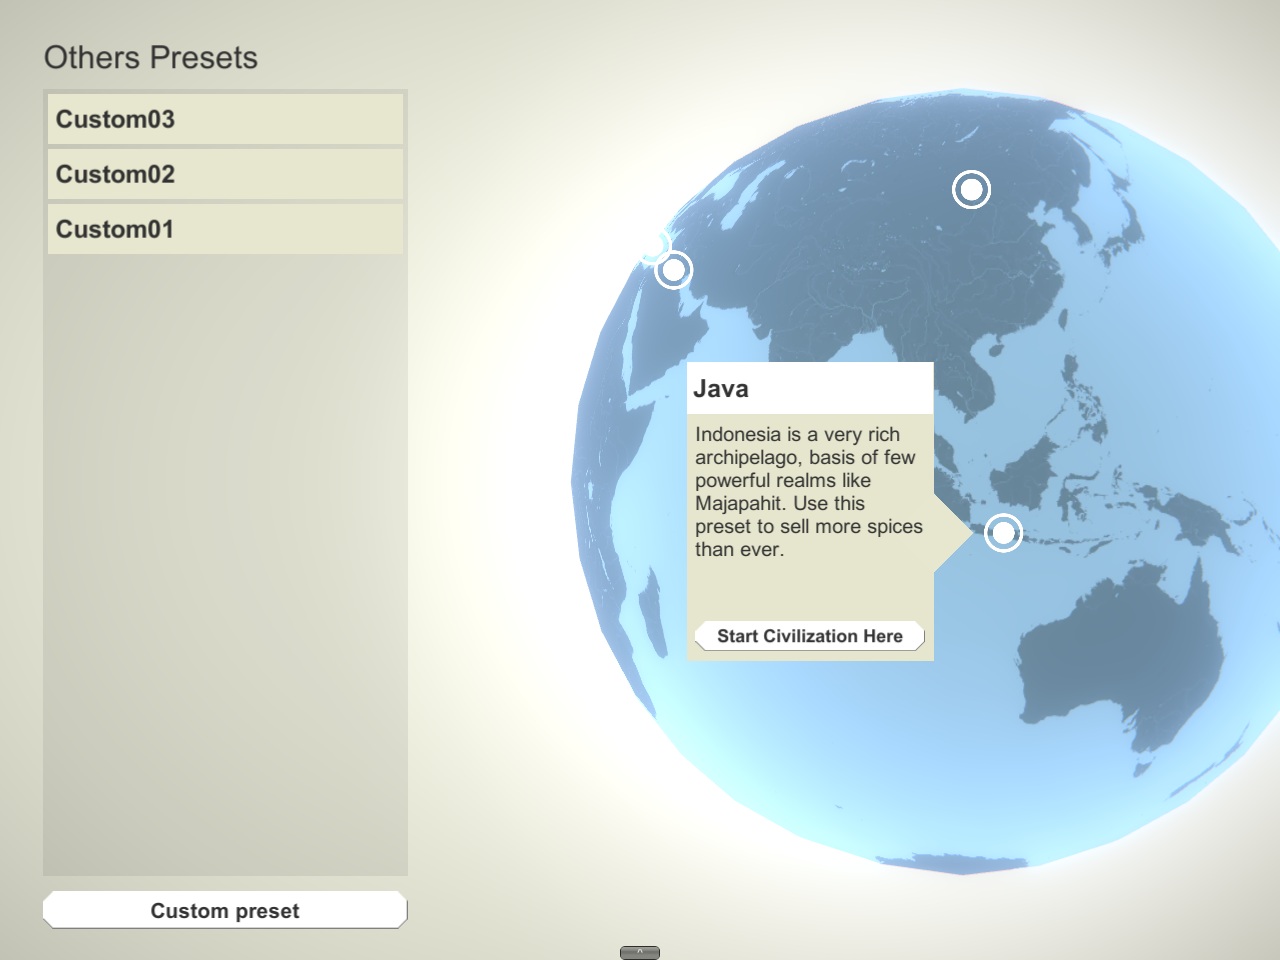 Others Presets
Custom03
Custom02
Custom01
Java
Indonesia is a very rich
archipelago, basis of few
powerful realms like
Majapahit. Use this
preset to sell more spices
than ever.
Start Civilization Here
Custom preset